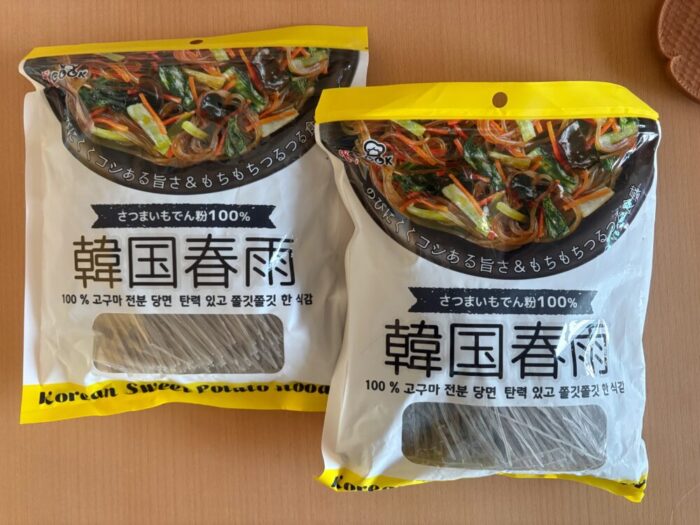 COOK
びにくくコシある旨さ＆もちもちつるつる
さつまいもでん粉100%
韓国春雨
100 % 고구마 전분 당면 탄력 있고 쫄깃쫄깃 한 식감
Korean Sweet Potato
のびにくくコシある旨さ＆もちもちつるつる
さつまいもでん粉100%
韓国春雨
100 % 고구마 전분 당면 탄력 있고 쫄깃쫄깃 한 식감
Korean